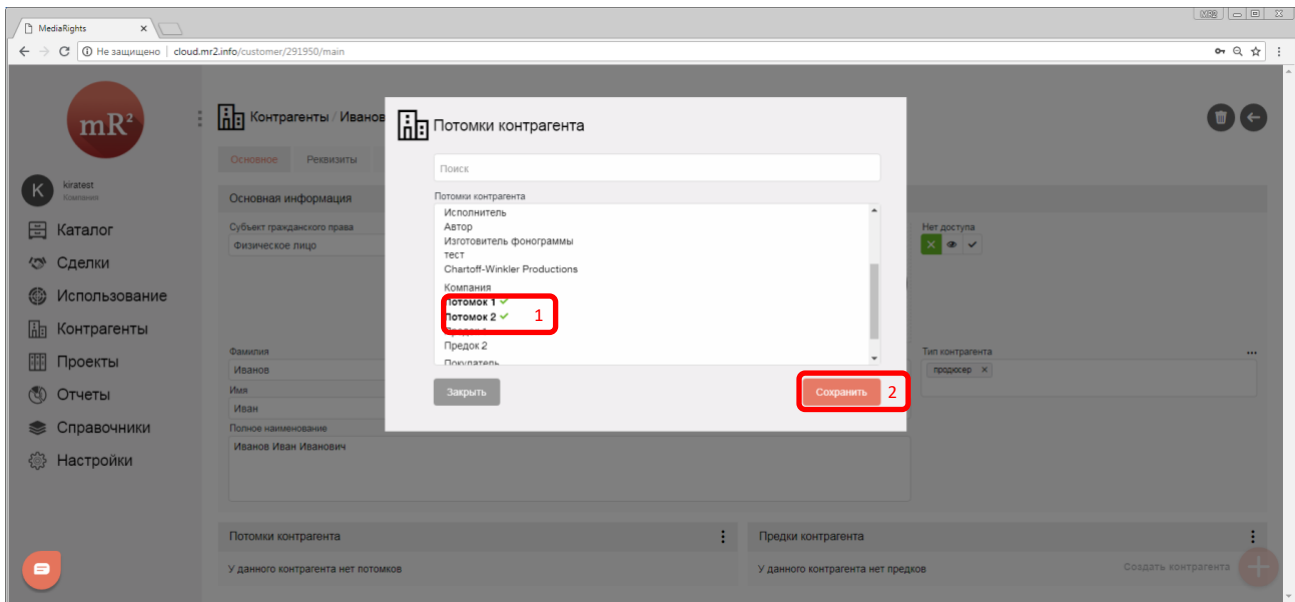 MR2
MediaRights
Не защищено | cloud.mr2.info/customer/291950/main
mR²
K kiratest
Компания
Каталог
Сделки
Использование
Контрагенты
Проекты
Отчеты
Справочники
Настройки
Контрагенты / Иванов
Основное Реквизиты
Основная информация
Субъект гражданского права
Физическое лицо
Нет доступа
Фамилия
Иванов
Имя
Иван
Полное наименование
Иванов Иван Иванович
Тип контрагента
продюсер ×
Потомки контрагента
Поиск
Потомки контрагента
Исполнитель
Автор
Изготовитель фонограммы
тест
Chartoff-Winkler Productions
Компания
Потомок 1
Потомок 2 1
Предок 1
Предок 2
Покупатель
Закрыть Сохранить 2
Потомки контрагента
У данного контрагента нет потомков
Предки контрагента
У данного контрагента нет предков
Создать контрагента